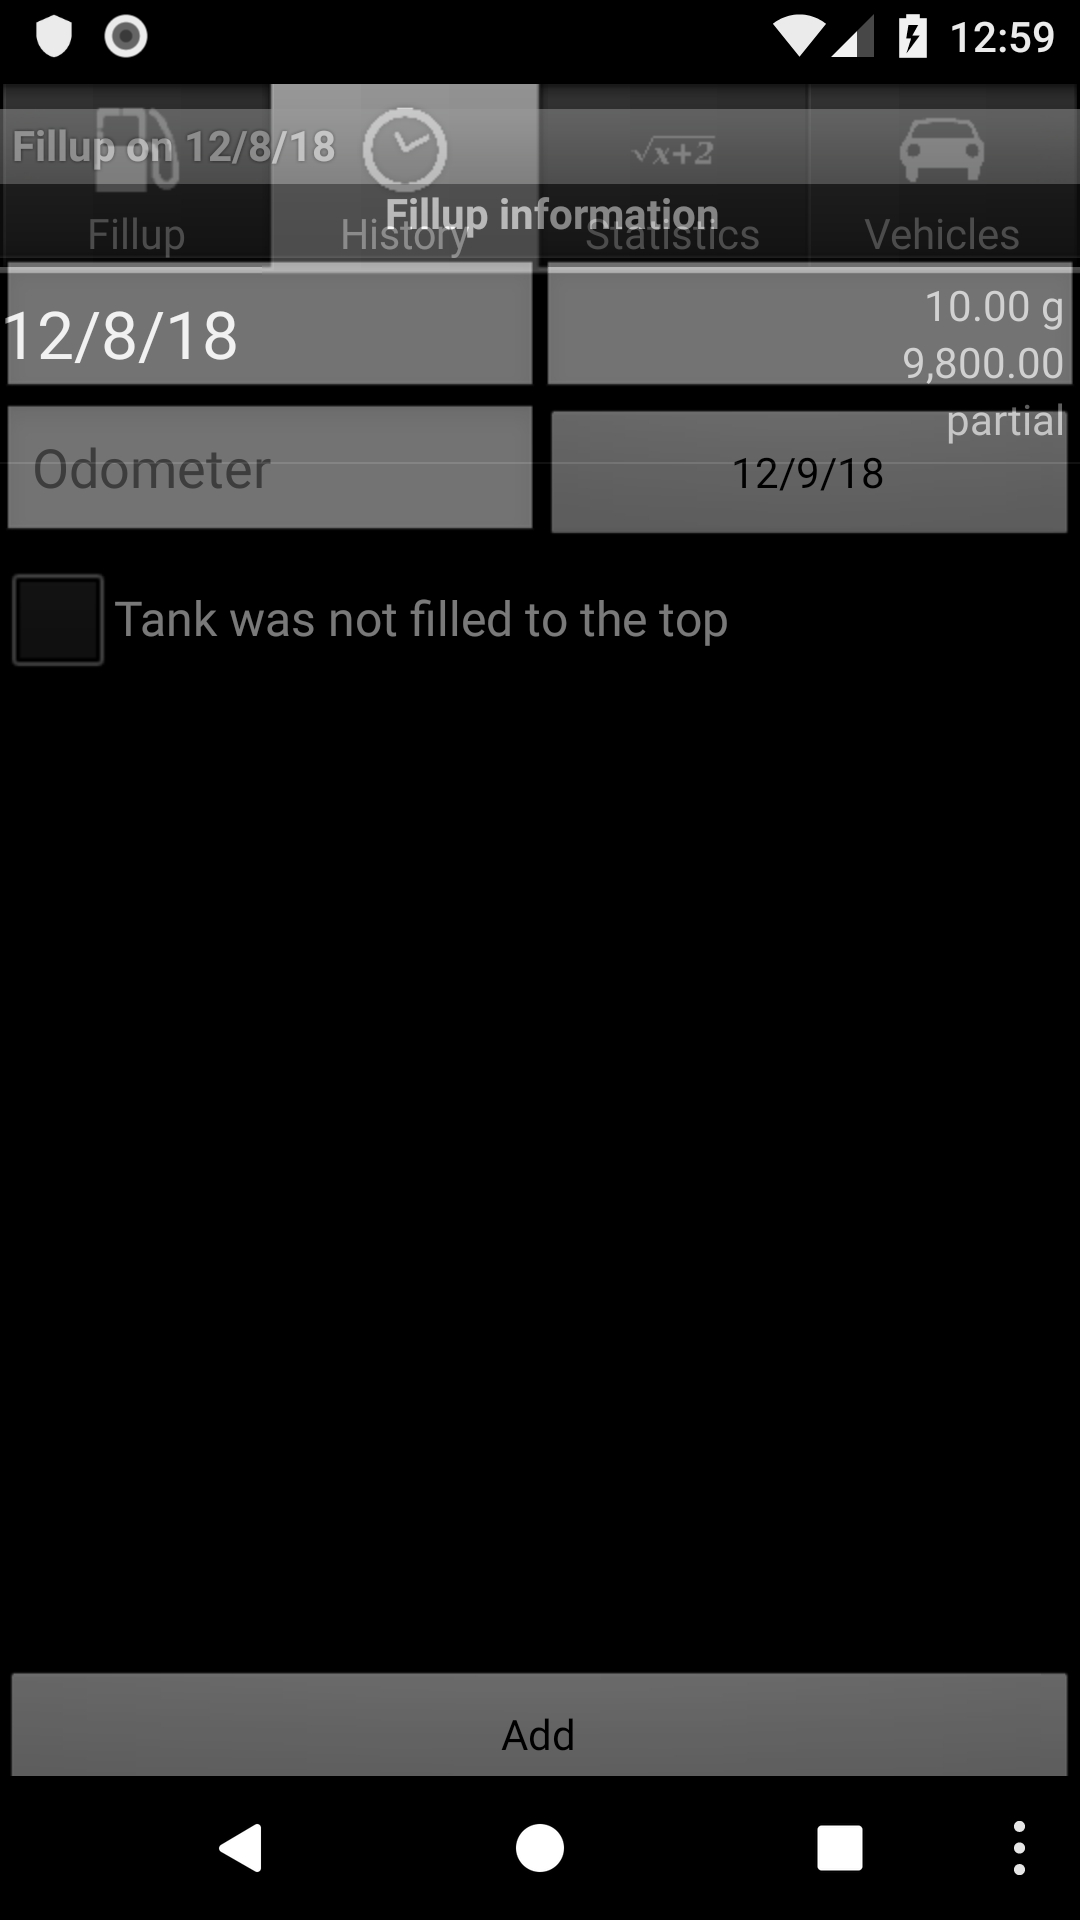 12:59
Fillup on 12/8/18
√x+2
Fillup information
Fillup
History
Statistics
Vehicles
10.00 g
12/8/18
9,800.00
partial
Odometer
12/9/18
Tank was not filled to the top
Add